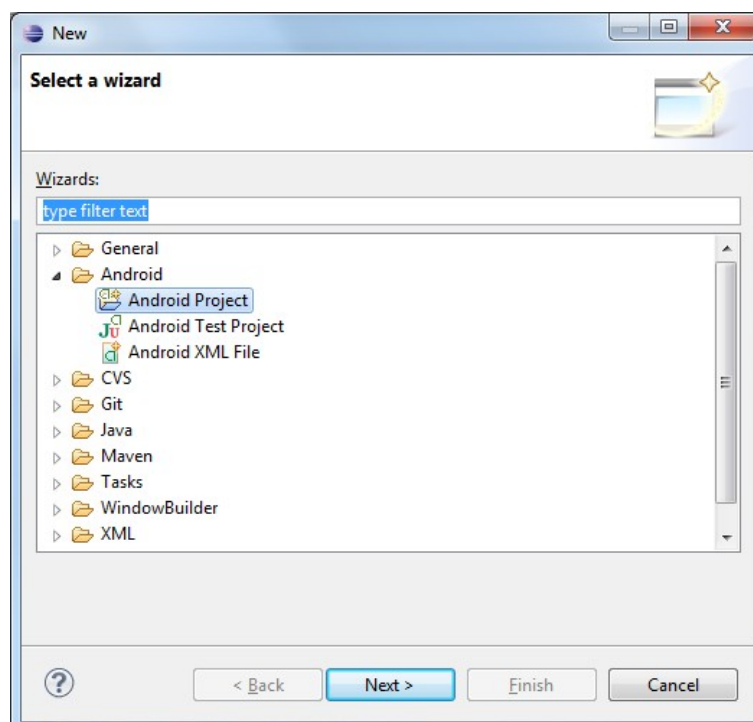 New
Select a wizard
Wizards:
type filter text
General
Android
Android Project
Android Test Project
Android XML File
CVS
Git
Java
Maven
Tasks
WindowBuilder
XML
?
< Back
Next >
Finish
Cancel